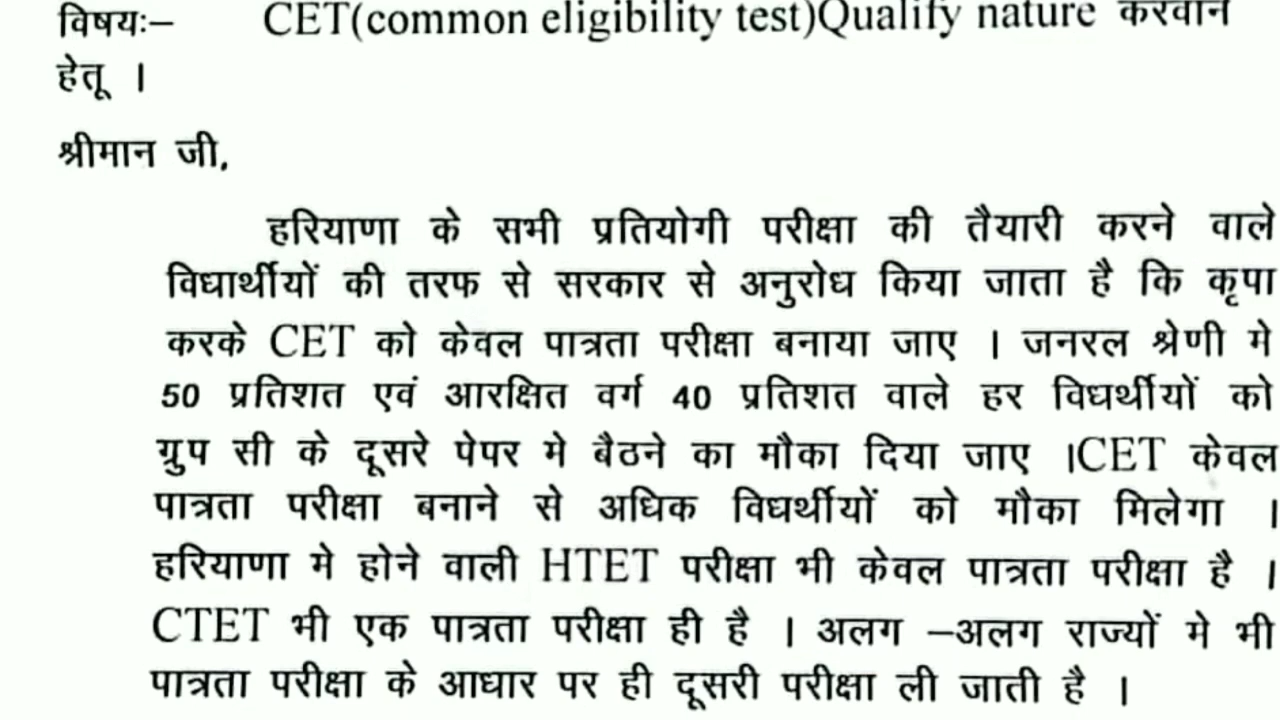 विषयः– CET(common eligibility test)Qualify nature करवाने
हेतू ।
श्रीमान जी,
हरियाणा के सभी प्रतियोगी परीक्षा की तैयारी करने वाले
विधार्थीयों की तरफ से सरकार से अनुरोध किया जाता है कि कृपा
करके CET को केवल पात्रता परीक्षा बनाया जाए । जनरल श्रेणी मे
50 प्रतिशत एवं आरक्षित वर्ग 40 प्रतिशत वाले हर विधर्थीयों को
ग्रुप सी के दूसरे पेपर मे बैठने का मौका दिया जाए ।CET केवल
पात्रता परीक्षा बनाने से अधिक विधर्थीयों को मौका मिलेगा ।
हरियाणा मे होने वाली HTET परीक्षा भी केवल पात्रता परीक्षा है ।
CTET भी एक पात्रता परीक्षा ही है । अलग –अलग राज्यों मे भी
पात्रता परीक्षा के आधार पर ही दूसरी परीक्षा ली जाती है ।